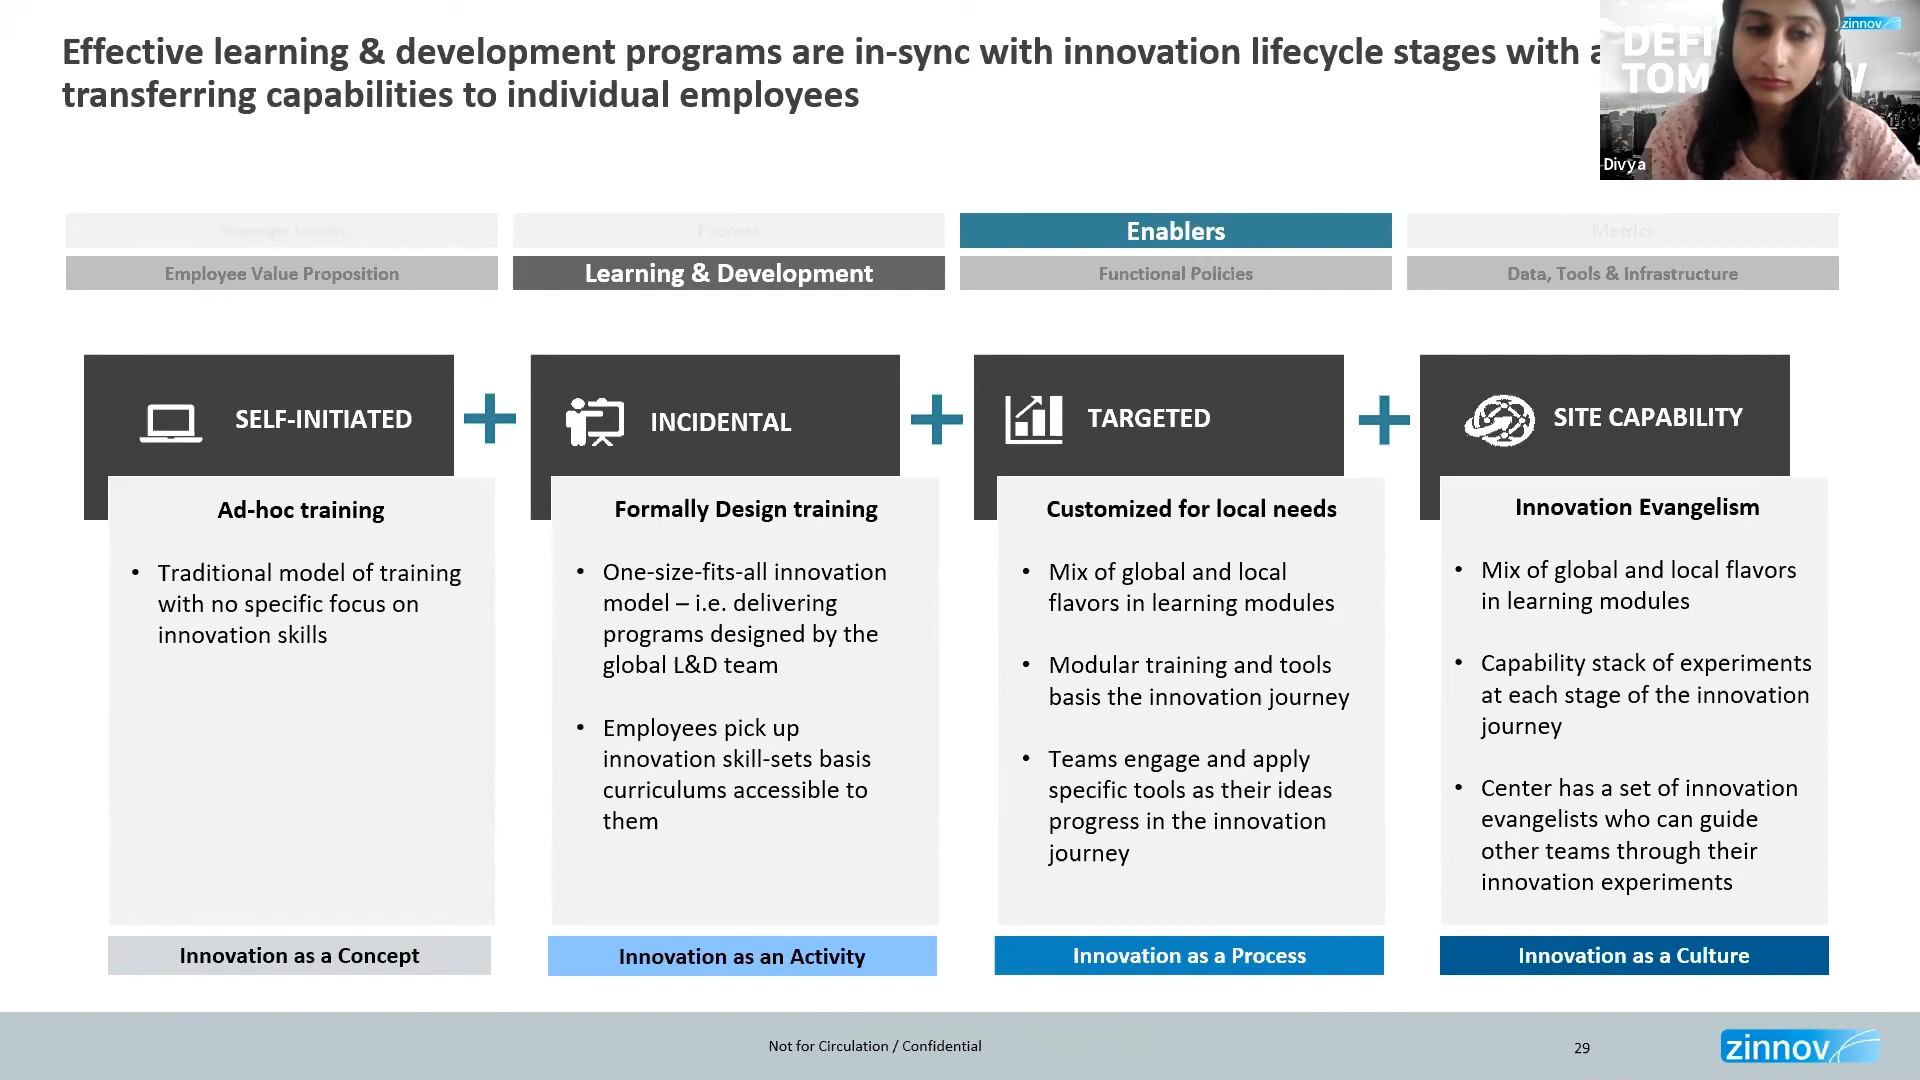 Effective learning & development programs are in-sync with innovation lifecycle stages with
transferring capabilities to individual employees
zinnov
DEFI
TOM W
Divya
Process
Enablers
Metrics
Employee Value Proposition
Learning & Development
Functional Policies
Data, Tools & Infrastructure
SELF-INITIATED
INCIDENTAL
TARGETED
SITE CAPABILITY
Ad-hoc training
• Traditional model of training
with no specific focus on
innovation skills
Formally Design training
• One-size-fits-all innovation
model – i.e. delivering
programs designed by the
global L&D team
• Employees pick up
innovation skill-sets basis
curriculums accessible to
them
Customized for local needs
• Mix of global and local
flavors in learning modules
• Modular training and tools
basis the innovation journey
• Teams engage and apply
specific tools as their ideas
progress in the innovation
journey
Innovation Evangelism
• Mix of global and local flavors
in learning modules
• Capability stack of experiments
at each stage of the innovation
journey
• Center has a set of innovation
evangelists who can guide
other teams through their
innovation experiments
Innovation as a Concept
Innovation as an Activity
Innovation as a Process
Innovation as a Culture
Not for Circulation / Confidential
29
zinnov